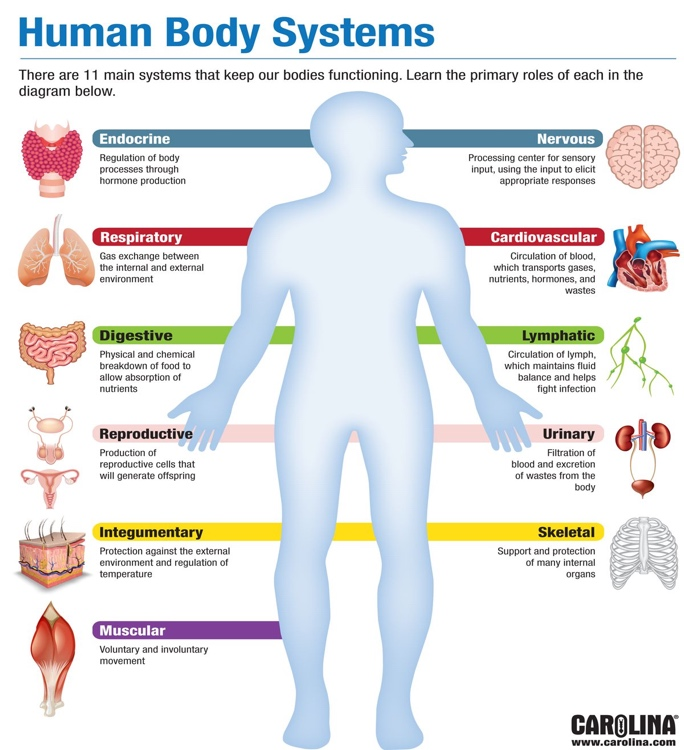 Human Body Systems
There are 11 main systems that keep our bodies functioning. Learn the primary roles of each in the
diagram below.
Endocrine
Regulation of body
processes through
hormone production
Nervous
Processing center for sensory
input, using the input to elicit
appropriate responses
Respiratory
Gas exchange between
the internal and external
environment
Cardiovascular
Circulation of blood,
which transports gases,
nutrients, hormones, and
wastes
Digestive
Physical and chemical
breakdown of food to
allow absorption of
nutrients
Lymphatic
Circulation of lymph,
which maintains fluid
balance and helps
fight infection
Reproductive
Production of
reproductive cells that
will generate offspring
Urinary
Filtration of
blood and excretion
of wastes from the
body
Integumentary
Protection against the external
environment and regulation of
temperature
Skeletal
Support and protection
of many internal
organs
Muscular
Voluntary and involuntary
movement
CAROLINA®
www.carolina.com